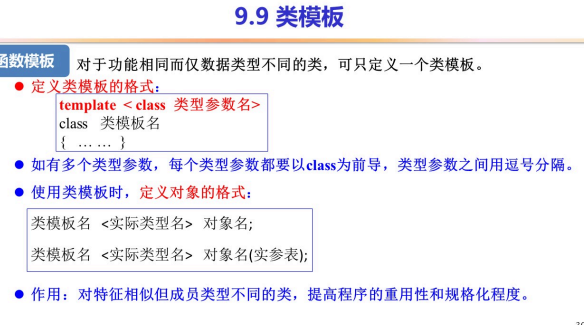 9.9 类模板
函数模板
对于功能相同而仅数据类型不同的类，可只定义一个类模板。
● 定义类模板的格式：
template < class 类型参数名>
class 类模板名
{ … … }
● 如有多个类型参数，每个类型参数都要以class为前导，类型参数之间用逗号分隔。
● 使用类模板时，定义对象的格式：
类模板名 <实际类型名> 对象名;
类模板名 <实际类型名> 对象名(实参表);
● 作用：对特征相似但成员类型不同的类，提高程序的重用性和规格化程度。